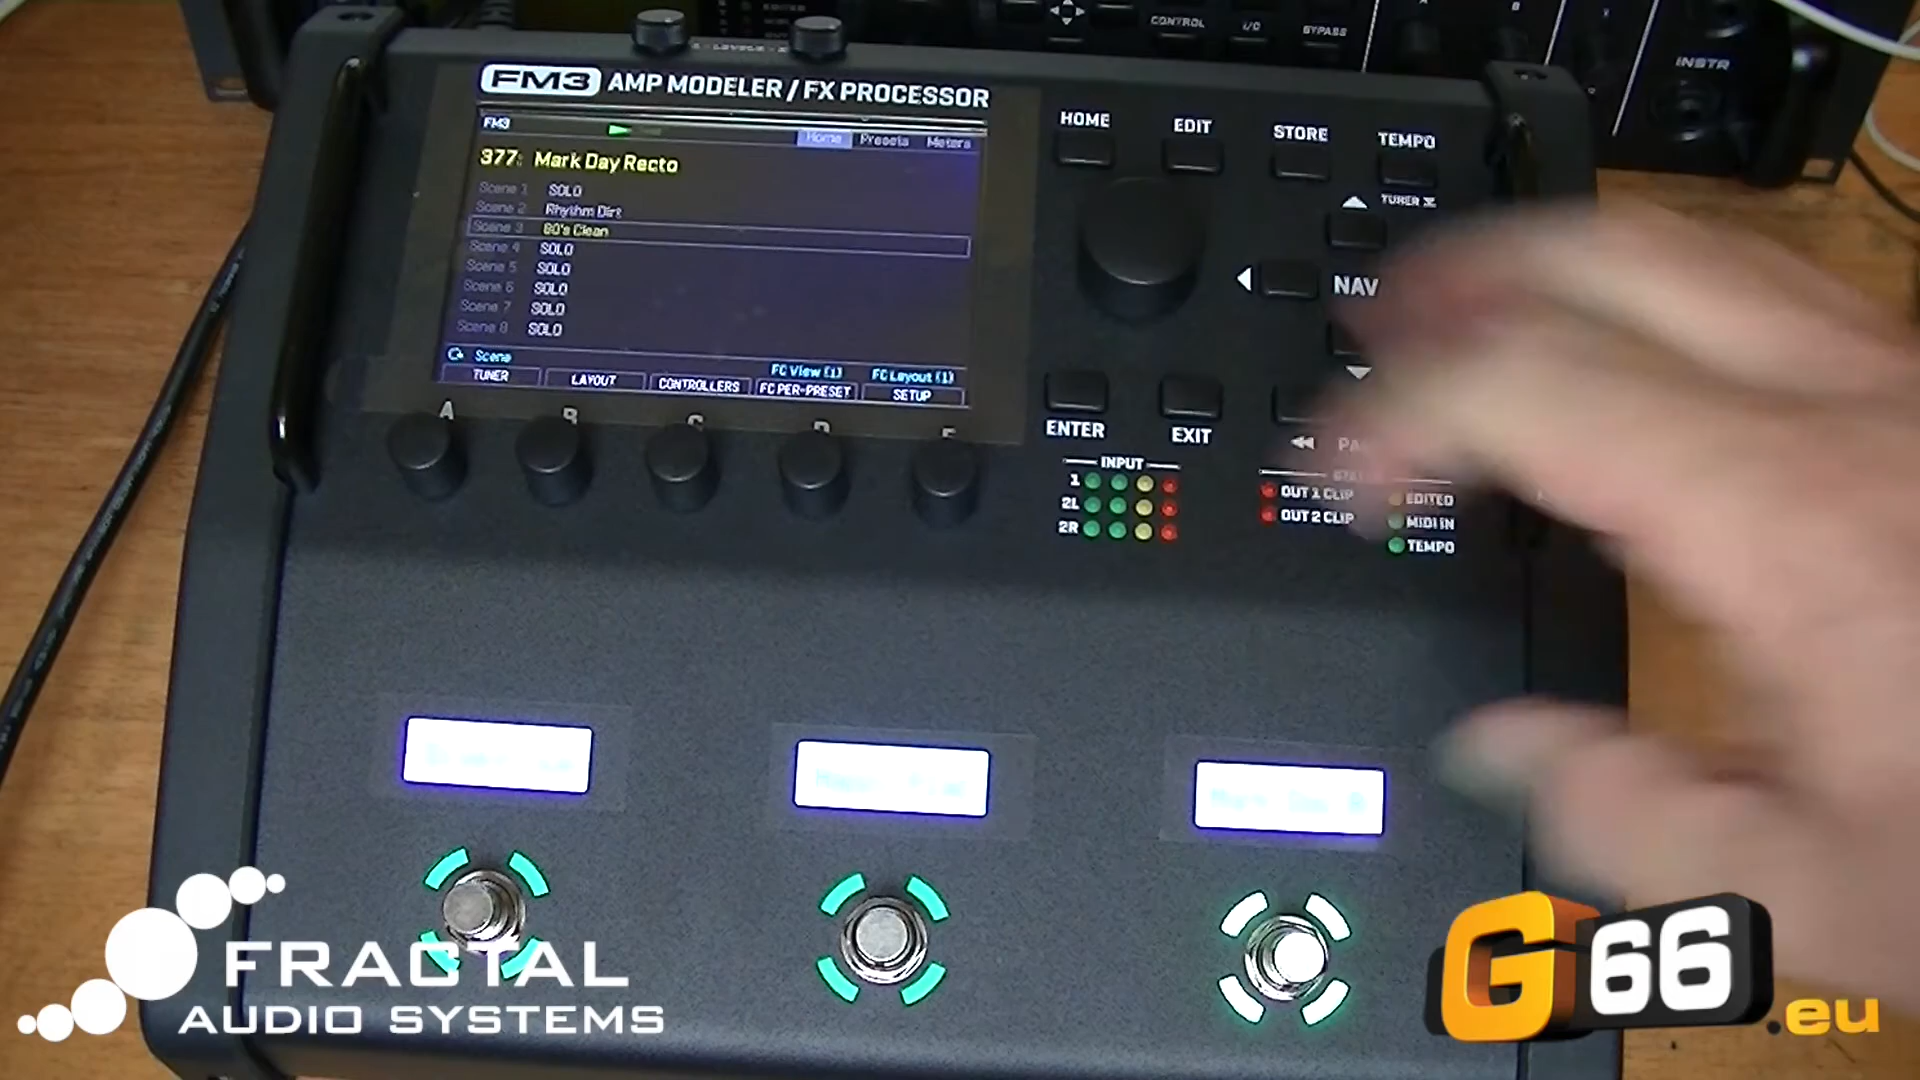 CONTROL
I/O
BYPASS
INSTR
FM3 AMP MODELER / FX PROCESSOR
FM3
Home Presets Meters
377: Mark Day Recto
Scene 1 SOLO
Scene 2 Rhythm Dirt
Scene 3 80's Clean
Scene 4 SOLO
Scene 5 SOLO
Scene 6 SOLO
Scene 7 SOLO
Scene 8 SOLO
Scene
FC View (1) FC Layout (1)
TUNER LAYOUT CONTROLLERS FC PER-PRESET SETUP
A B C D E
HOME EDIT STORE TEMPO
TUNER
NAV
ENTER EXIT
INPUT
1
2L
2R
OUT 1 CLIP
OUT 2 CLIP
EDITED
MIDI IN
TEMPO
FRACTAL
AUDIO SYSTEMS
G66
.eu